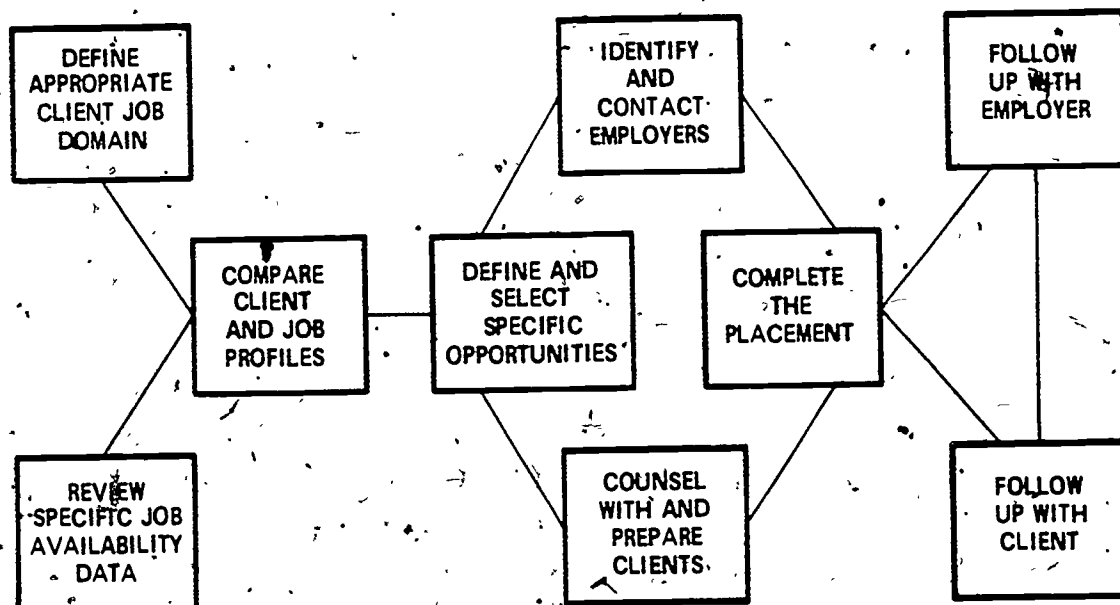 DEFINE
APPROPRIATE
CLIENT JOB
DOMAIN
REVIEW
SPECIFIC JOB
AVAILABILITY
DATA
COMPARE
CLIENT
AND JOB
PROFILES
DEFINE AND
SELECT
SPECIFIC
OPPORTUNITIES
IDENTIFY
AND
CONTACT
EMPLOYERS
COUNSEL
WITH AND
PREPARE
CLIENTS
COMPLETE
THE
PLACEMENT
FOLLOW
UP WITH
EMPLOYER
FOLLOW
UP WITH
CLIENT